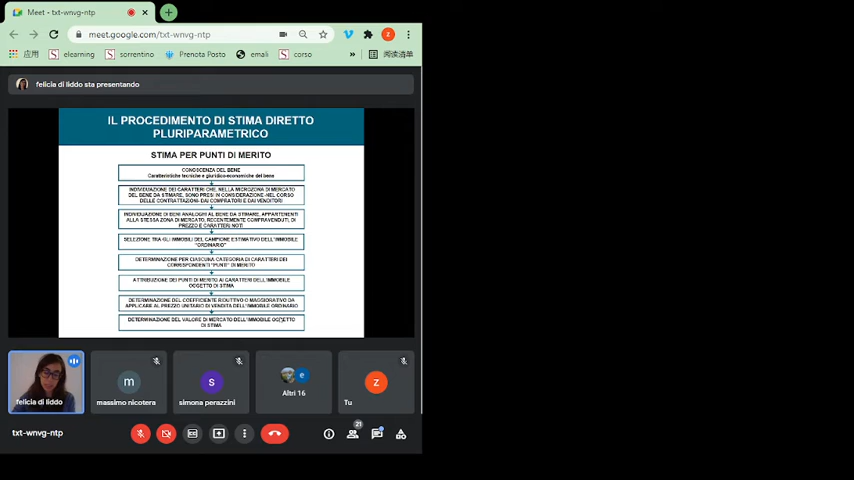 Meet - txt-wnvg-ntp
meet.google.com/txt-wnvg-ntp
应用 elearning sorrentino Prenota Posto emali corso » 阅读清单
felicia di liddo sta presentando
IL PROCEDIMENTO DI STIMA DIRETTO
PLURIPARAMETRICO
STIMA PER PUNTI DI MERITO
CONOSCENZA DEL BENE
Caratteristiche tecniche e giuridico-economiche del bene
INDIVIDUAZIONE DEI CARATTERI CHE, NELLA MICROZONA DI MERCATO
DEL BENE DA STIMARE, SONO PRESI IN CONSIDERAZIONE -NEL CORSO
DELLE CONTRATTAZIONI- DAI COMPRATORI E DAI VENDITORI
INDIVIDUAZIONE DI BENI ANALOGHI AL BENE DA STIMARE, APPARTENENTI
ALLA STESSA ZONA DI MERCATO, RECENTEMENTE COMPRAVENDUTI, DI
PREZZO E CARATTERI NOTI
SELEZIONE TRA GLI IMMOBILI DEL CAMPIONE ESTIMATIVO DELL'IMMOBILE
"ORDINARIO"
DETERMINAZIONE PER CIASCUNA CATEGORIA DI CARATTERI DEI
CORRISPONDENTI "PUNTI" DI MERITO
ATTRIBUZIONE DEI PUNTI DI MERITO AI CARATTERI DELL'IMMOBILE
OGGETTO DI STIMA
DETERMINAZIONE DEL COEFFICIENTE RIDUTTIVO O MAGGIORATIVO DA
APPLICARE AL PREZZO UNITARIO DI VENDITA DELL'IMMOBILE ORDINARIO
DETERMINAZIONE DEL VALORE DI MERCATO DELL'IMMOBILE OGGETTO
DI STIMA
m s e z
felicia di liddo massimo nicotera simona perazzini Altri 16 Tu
21
txt-wnvg-ntp